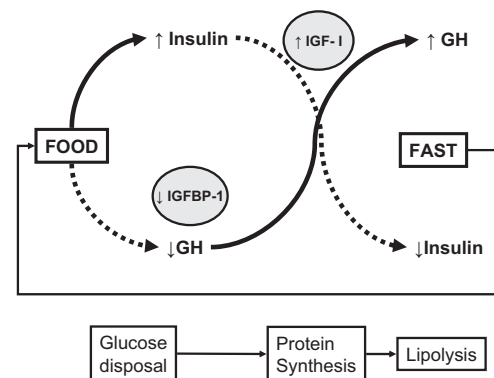 ↑ Insulin
↑ IGF- I
↑ GH
FOOD
FAST
↓ IGFBP-1
↓GH
↓Insulin
Glucose
disposal
Protein
Synthesis
Lipolysis